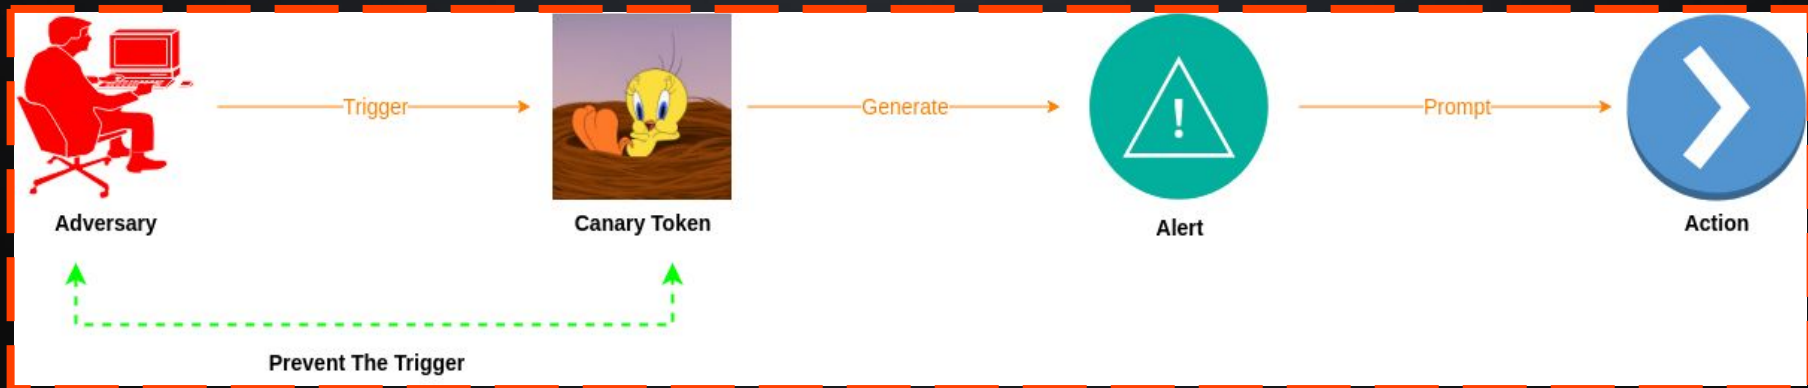 Trigger
Generate
Prompt
Adversary
Canary Token
Alert
Action
Prevent The Trigger